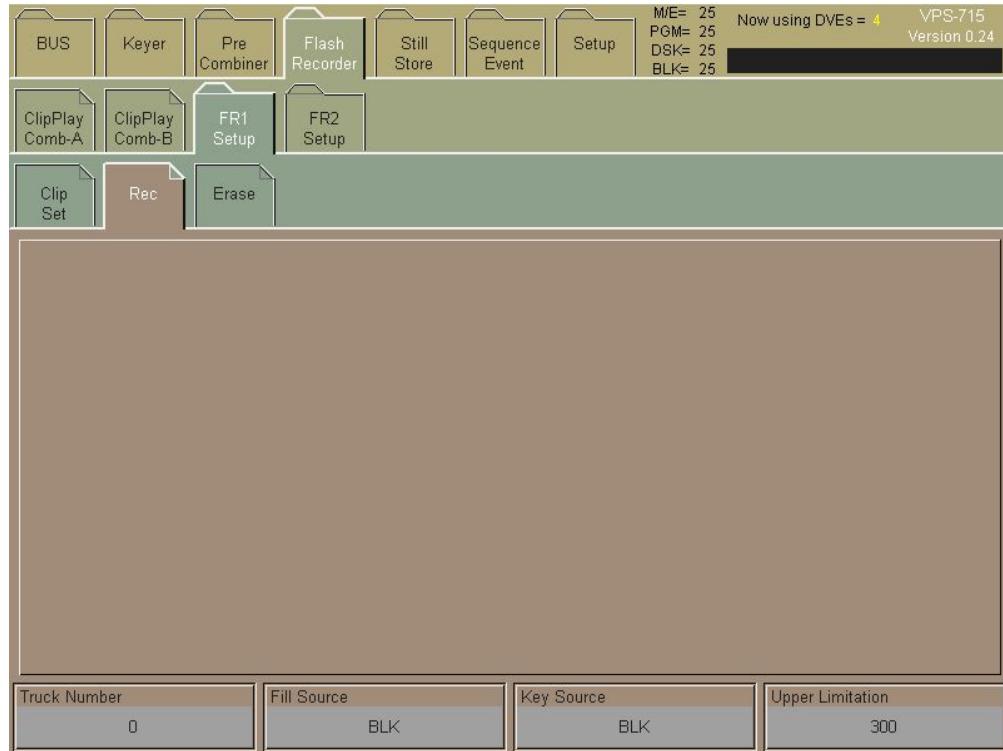 BUS
Keyer
Pre
Combiner
Flash
Recorder
Still
Store
Sequence
Event
Setup
M/E= 25
PGM= 25
DSK= 25
BLK= 25
Now using DVEs = 4
VPS-715
Version 0.24
ClipPlay
Comb-A
ClipPlay
Comb-B
FR1
Setup
FR2
Setup
Clip
Set
Rec
Erase
Truck Number
0
Fill Source
BLK
Key Source
BLK
Upper Limitation
300